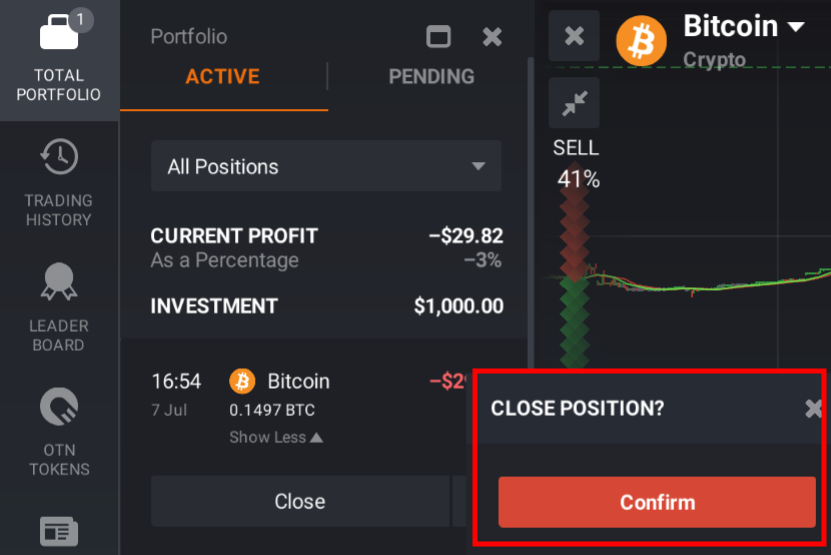 1
TOTAL
PORTFOLIO
TRADING
HISTORY
LEADER
BOARD
OTN
TOKENS
Portfolio
ACTIVE
PENDING
All Positions
CURRENT PROFIT –$29.82
As a Percentage –3%
INVESTMENT $1,000.00
16:54 Bitcoin –$29
7 Jul 0.1497 BTC
Show Less
Close
Bitcoin
Crypto
SELL
41%
CLOSE POSITION?
Confirm